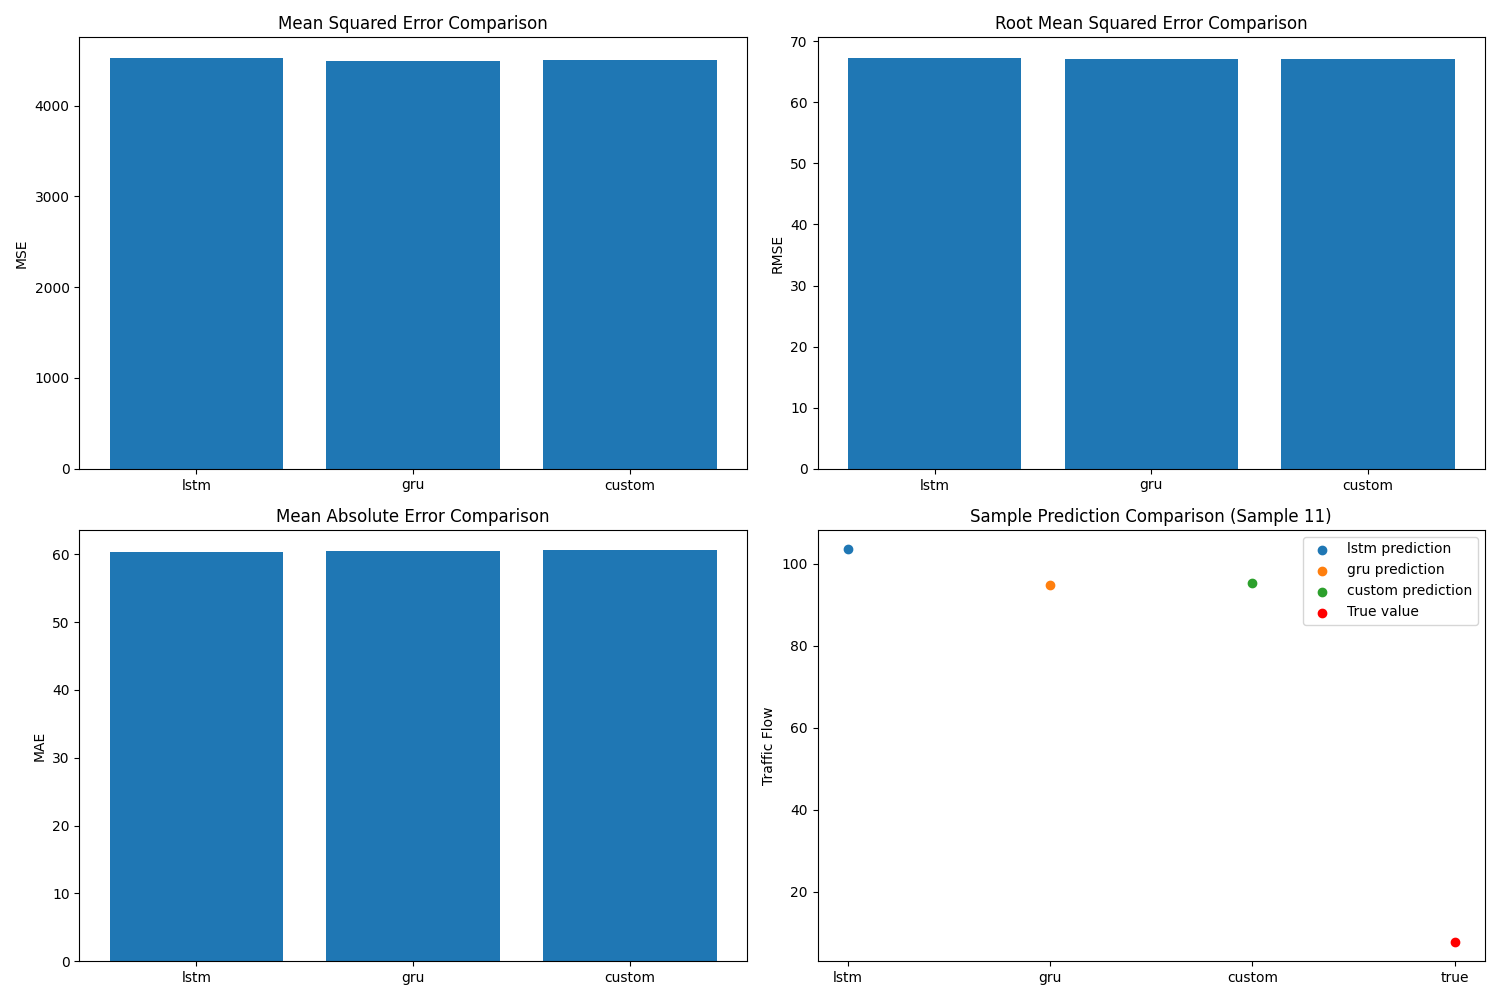 Mean Squared Error Comparison
MSE
4000
3000
2000
1000
0
lstm
gru
custom
Root Mean Squared Error Comparison
RMSE
70
60
50
40
30
20
10
0
lstm
gru
custom
Mean Absolute Error Comparison
MAE
60
50
40
30
20
10
0
lstm
gru
custom
Sample Prediction Comparison (Sample 11)
Traffic Flow
100
80
60
40
20
lstm
gru
custom
true
lstm prediction
gru prediction
custom prediction
True value